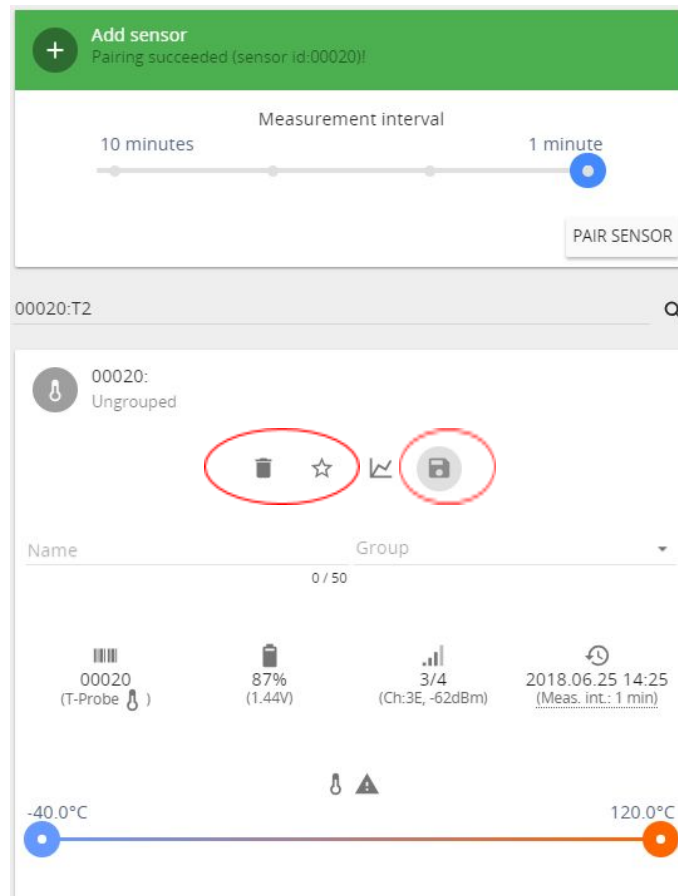 Add sensor
Pairing succeeded (sensor id:00020)!
Measurement interval
10 minutes 1 minute
PAIR SENSOR
00020:T2
00020:
Ungrouped
Name Group
0 / 50
00020 87% 3/4 2018.06.25 14:25
(T-Probe ) (1.44V) (Ch:3E, -62dBm) (Meas. int.: 1 min)
-40.0°C 120.0°C